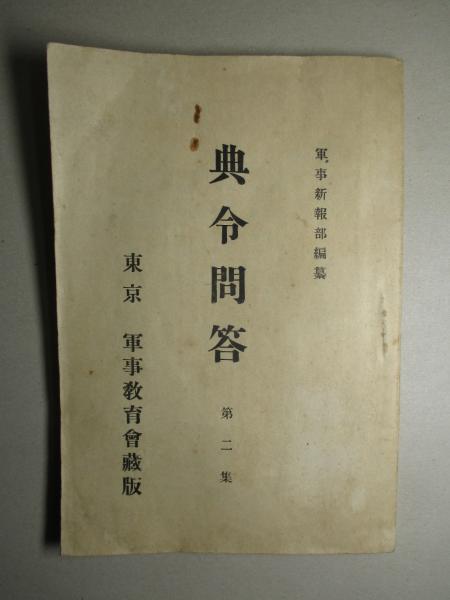 軍事新報部編纂
典令問答 第二集
東京 軍事教育會藏版